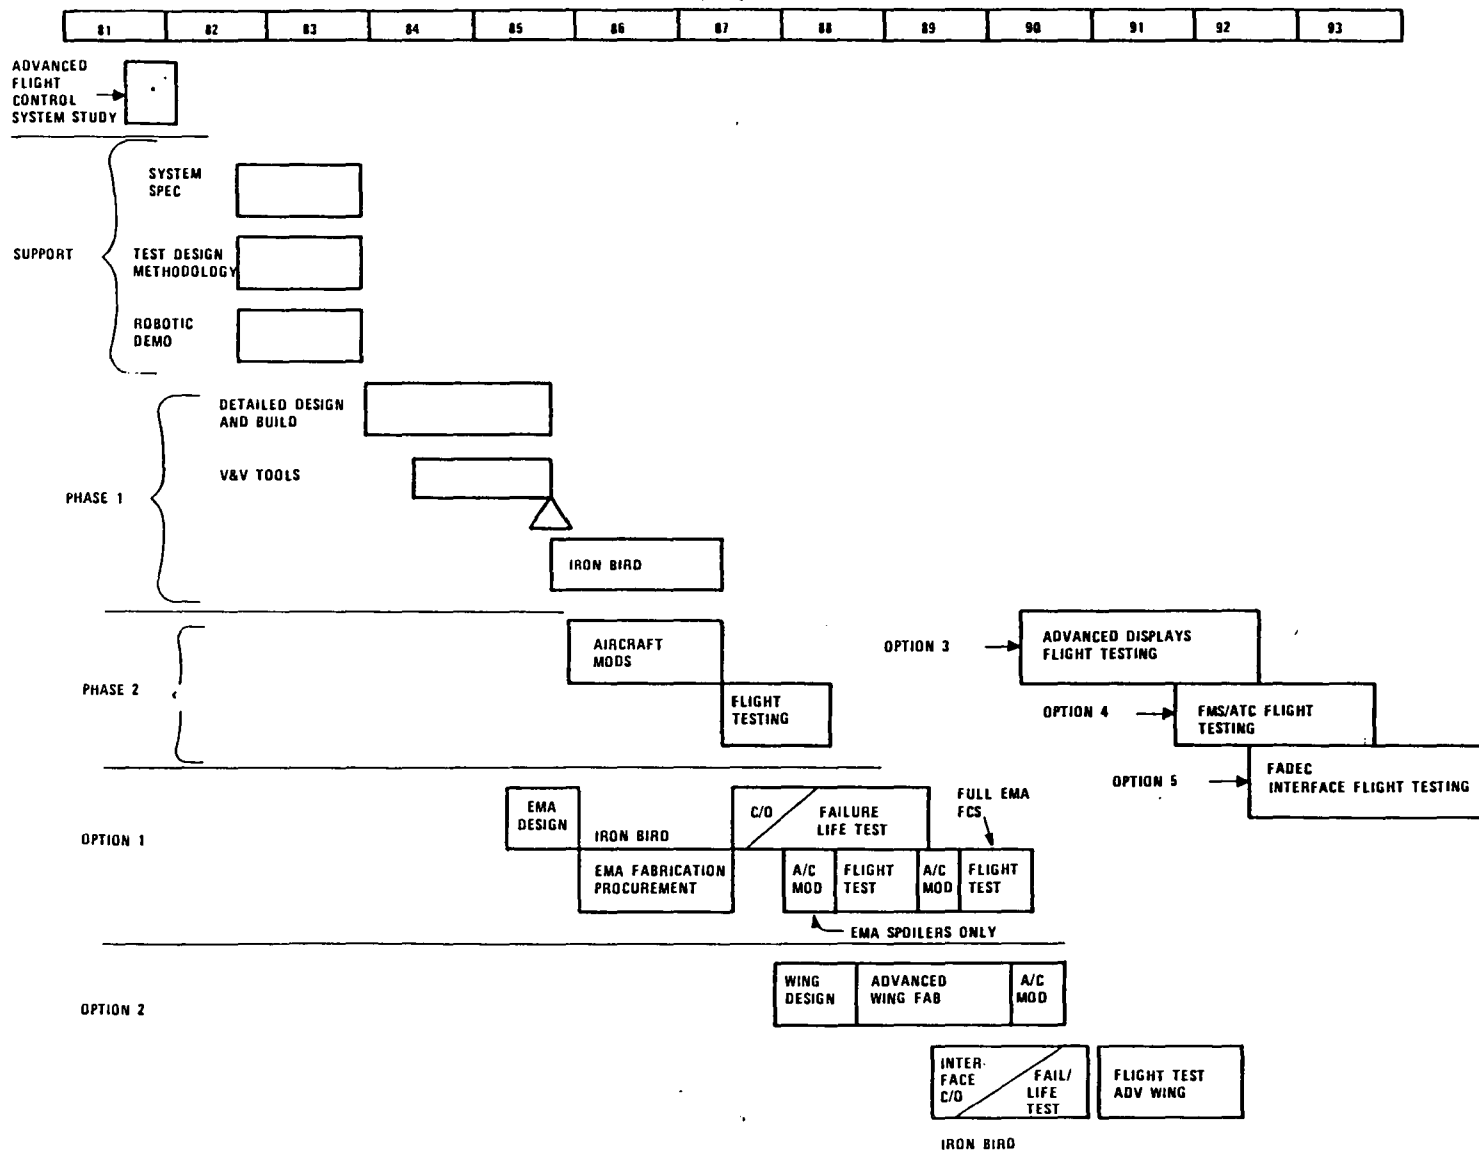 81 82 83 84 85 86 87 88 89 90 91 92 93
ADVANCED
FLIGHT
CONTROL
SYSTEM STUDY
SUPPORT
SYSTEM
SPEC
TEST DESIGN
METHODOLOGY
ROBOTIC
DEMO
PHASE 1
DETAILED DESIGN
AND BUILD
V&V TOOLS
IRON BIRD
PHASE 2
AIRCRAFT
MODS
FLIGHT
TESTING
OPTION 3
ADVANCED DISPLAYS
FLIGHT TESTING
OPTION 4
FMS/ATC FLIGHT
TESTING
OPTION 5
FADEC
INTERFACE FLIGHT TESTING
OPTION 1
EMA
DESIGN
IRON BIRD
EMA FABRICATION
PROCUREMENT
C/O
FAILURE
LIFE TEST
FULL EMA
FCS
A/C
MOD
FLIGHT
TEST
A/C
MOD
FLIGHT
TEST
EMA SPOILERS ONLY
OPTION 2
WING
DESIGN
ADVANCED
WING FAB
A/C
MOD
INTER-
FACE
C/O
FAIL/
LIFE
TEST
IRON BIRD
FLIGHT TEST
ADV WING